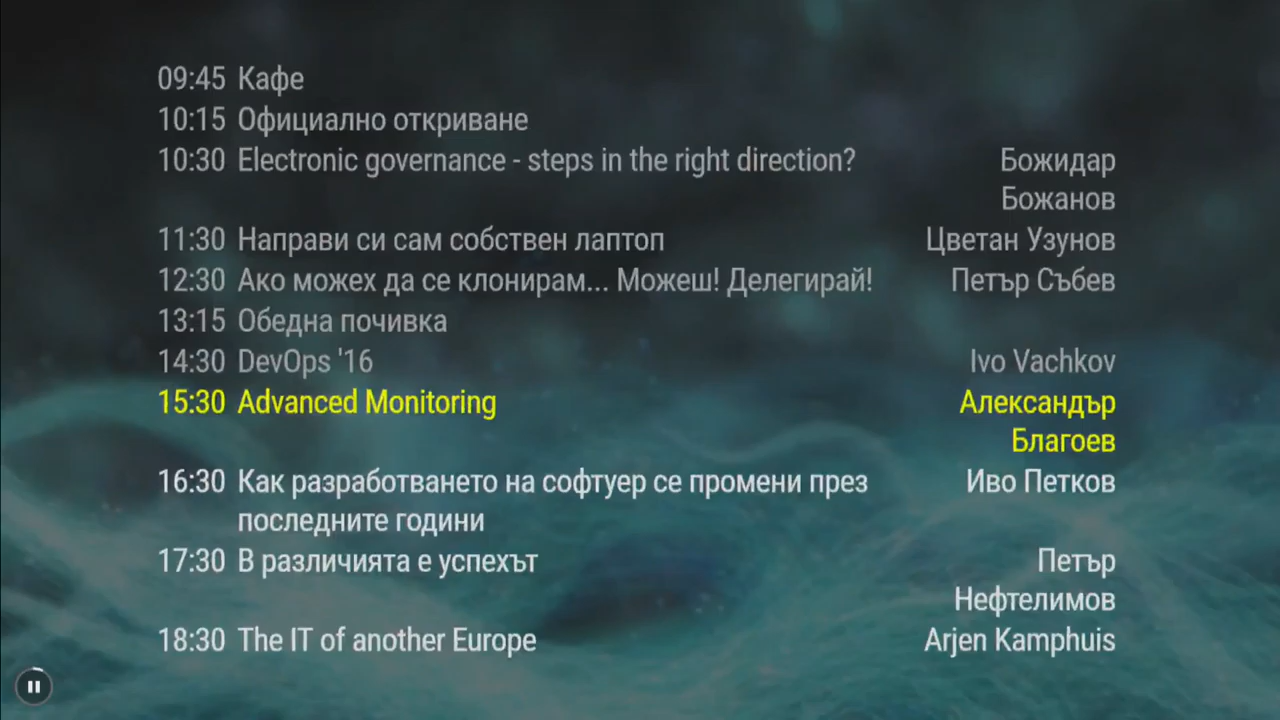 09:45 Кафе
10:15 Официално откриване
10:30 Electronic governance - steps in the right direction? Божидар
Божанов
11:30 Направи си сам собствен лаптоп Цветан Узунов
12:30 Ако можех да се клонирам... Можеш! Делегирай! Петър Събев
13:15 Обедна почивка
14:30 DevOps '16 Ivo Vachkov
15:30 Advanced Monitoring Александър
Благоев
16:30 Как разработването на софтуер се промени през Иво Петков
последните години
17:30 В различията е успехът Петър
Нефтелимов
18:30 The IT of another Europe Arjen Kamphuis